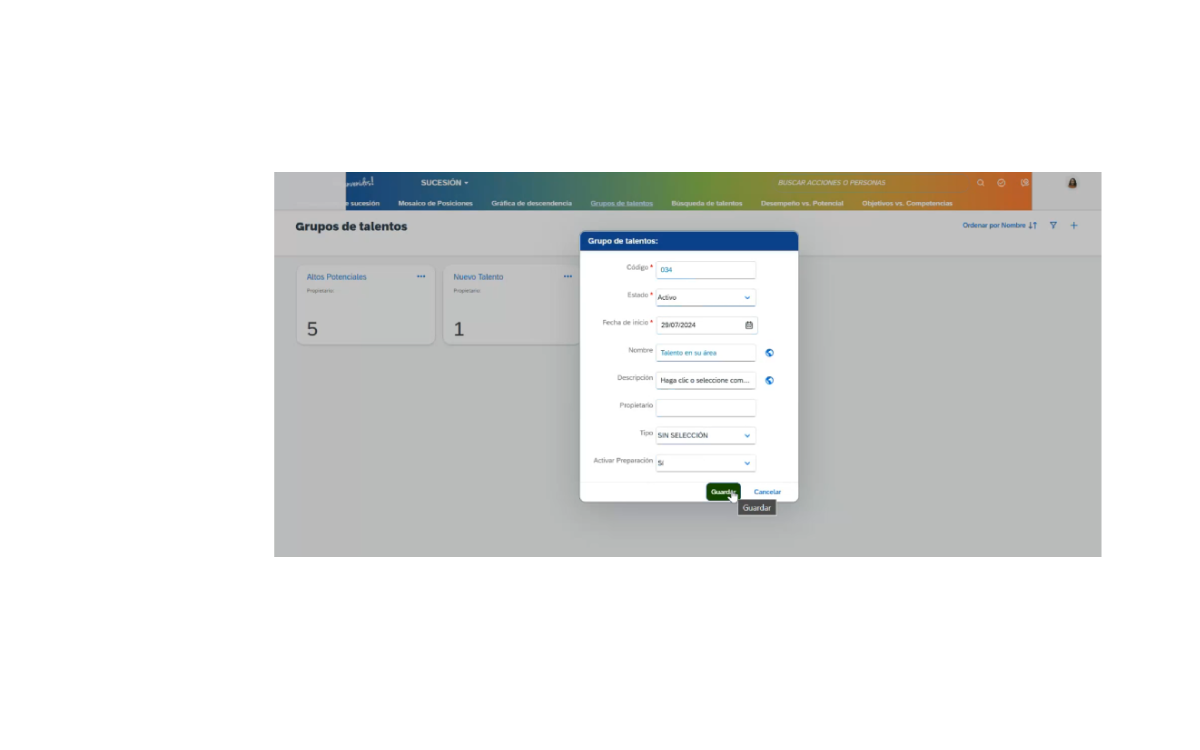 SUCESIÓN
BUSCAR ACCIONES O PERSONAS
sucesión Mosaico de Posiciones Gráfica de descendencia Grupos de talentos Búsqueda de talentos Desempeño vs. Potencial Objetivos vs. Competencias
Grupos de talentos
Ordenar por Nombre
Altos Potenciales
Propietario:
5
Nuevo Talento
Propietario:
1
Grupo de talentos:
Código * 034
Estado * Activo
Fecha de inicio * 29/07/2024
Nombre Talento en su área
Descripción Haga clic o seleccione com...
Propietario
Tipo SIN SELECCIÓN
Activar Preparación Sí
Guardar Cancelar
Guardar